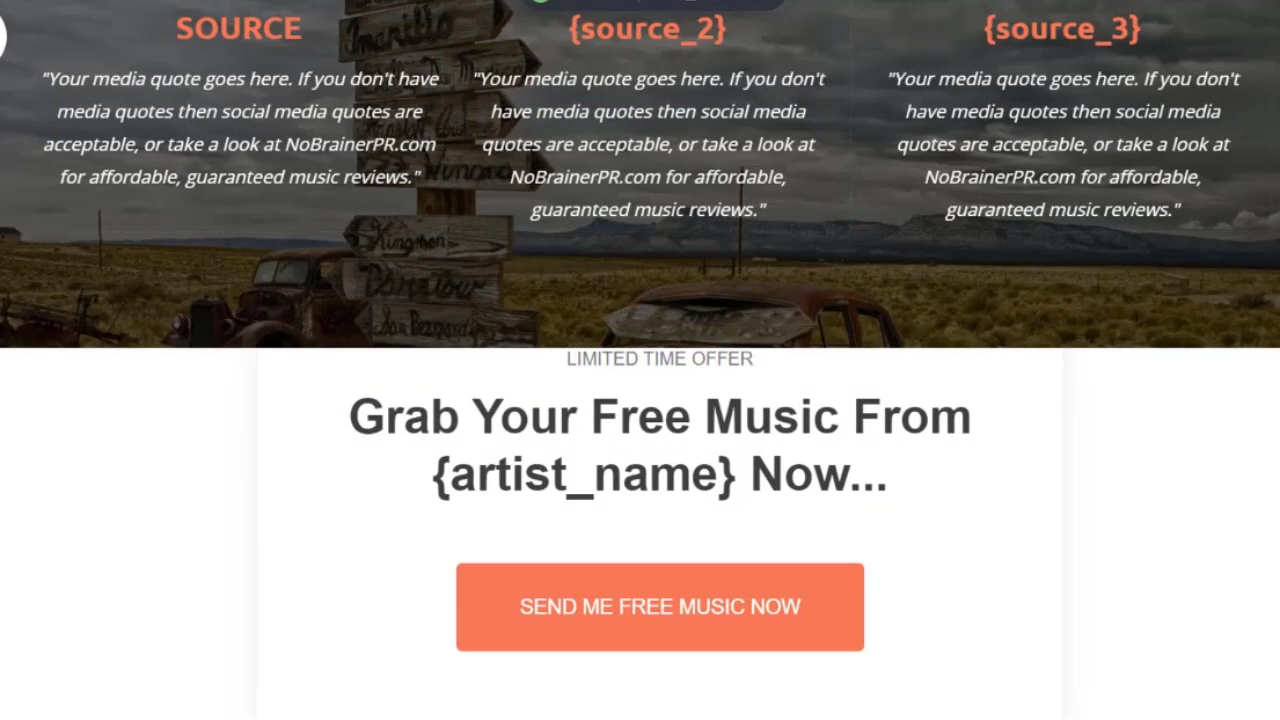 SOURCE
"Your media quote goes here. If you don't have
media quotes then social media quotes are
acceptable, or take a look at NoBrainerPR.com
for affordable, guaranteed music reviews."
{source_2}
"Your media quote goes here. If you don't
have media quotes then social media
quotes are acceptable, or take a look at
NoBrainerPR.com for affordable,
guaranteed music reviews."
{source_3}
"Your media quote goes here. If you don't
have media quotes then social media
quotes are acceptable, or take a look at
NoBrainerPR.com for affordable,
guaranteed music reviews."
Amarillo
Winona
Kingman
Barstow
LIMITED TIME OFFER
Grab Your Free Music From
{artist_name} Now...
SEND ME FREE MUSIC NOW